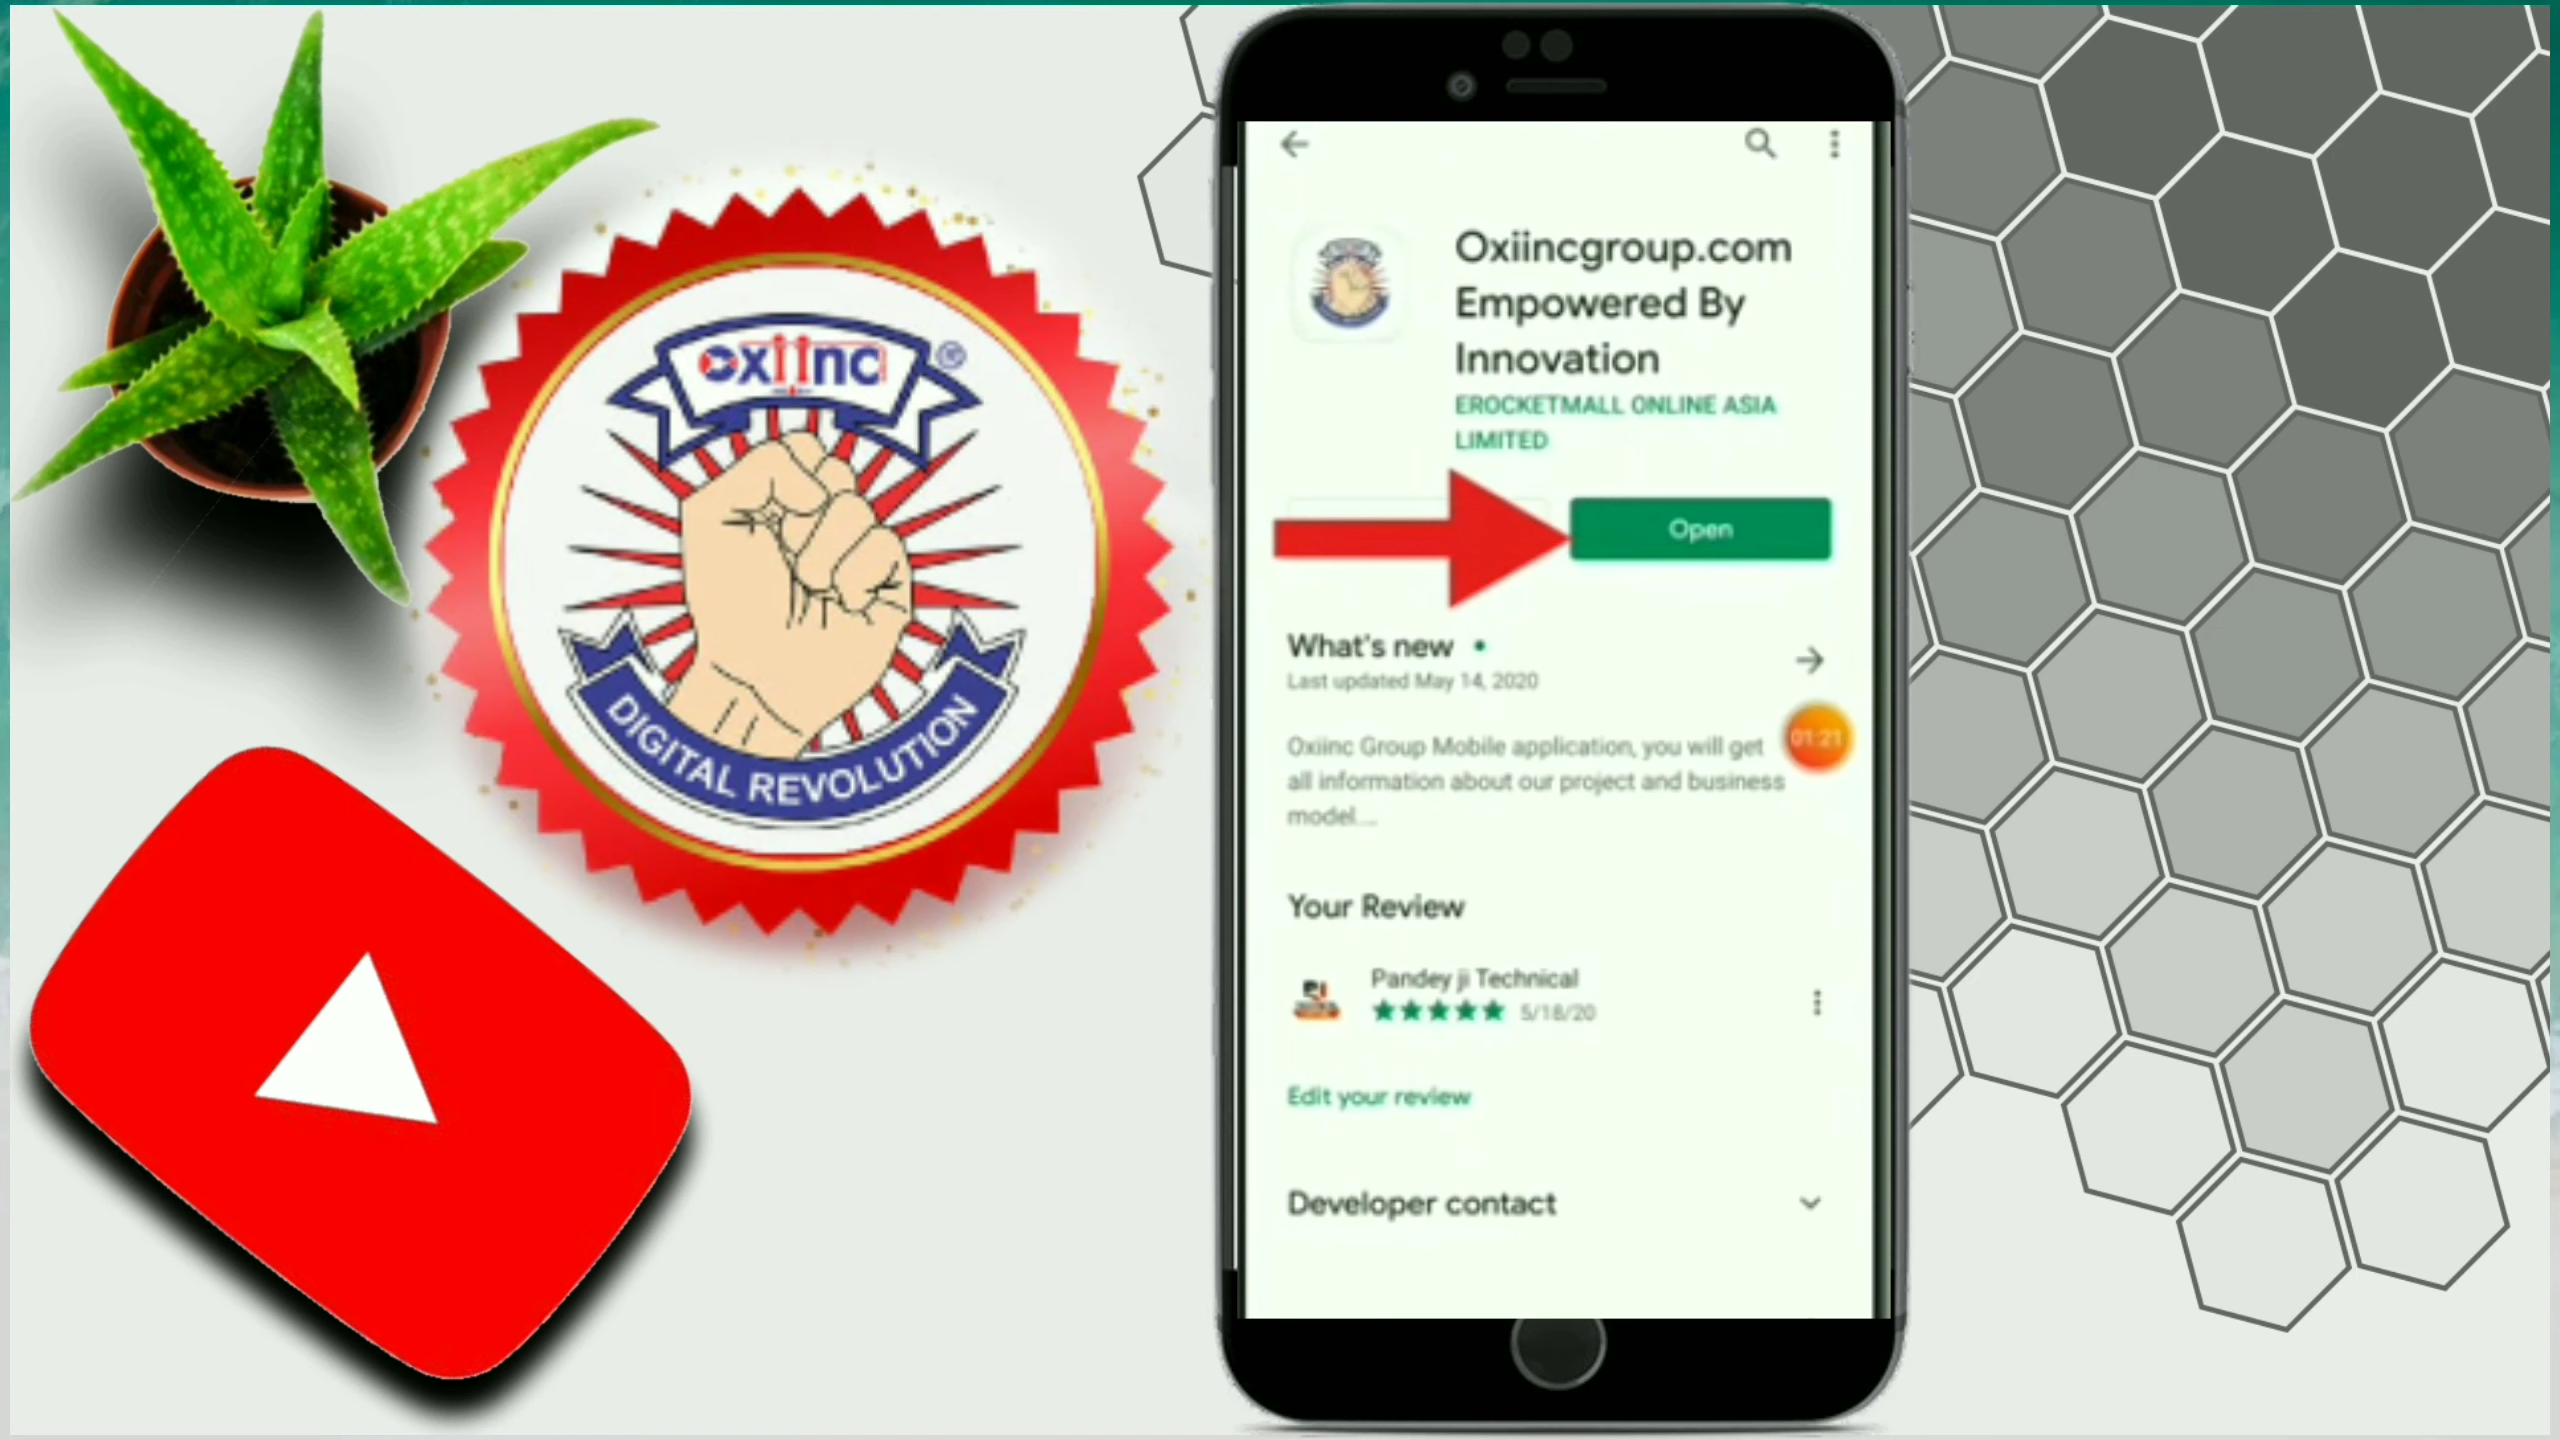 oxiinc ®
DIGITAL REVOLUTION
Oxiincgroup.com
Empowered By
Innovation
EROCKETMALL ONLINE ASIA
LIMITED
Open
What's new
Last updated May 14, 2020
01:21
Oxiinc Group Mobile application, you will get
all information about our project and business
model....
Your Review
Pandey ji Technical
5/18/20
Edit your review
Developer contact